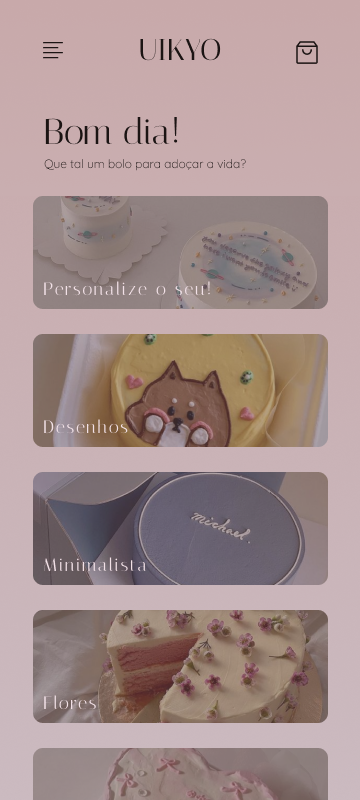 UIKYO
Bom dia!
Que tal um bolo para adoçar a vida?
Personalize o seu!
Desenhos
michael.
Minimalista
Flores